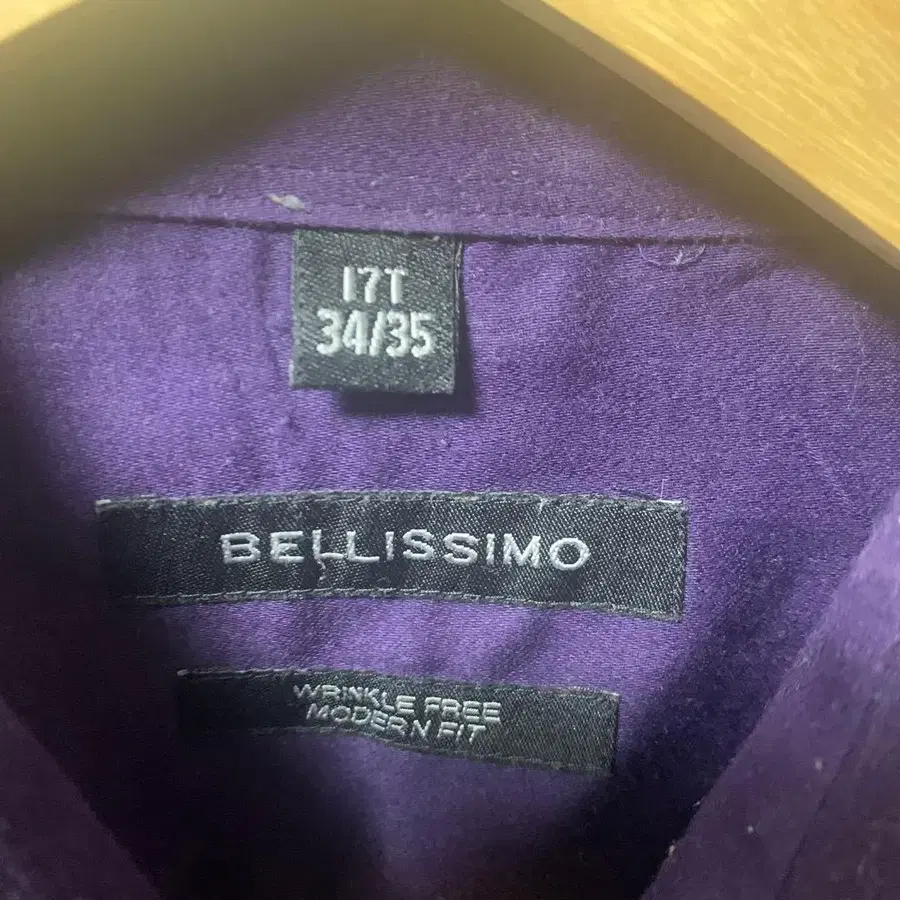 17T
34/35
BELLISSIMO
WRINKLE FREE
MODERN FIT